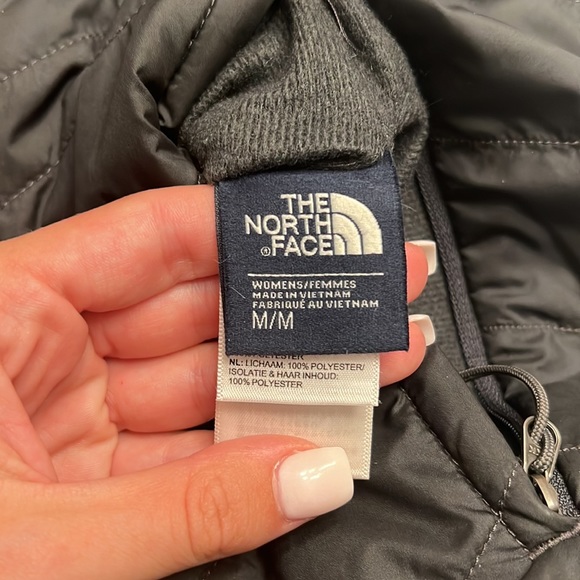 THE
NORTH
FACE
WOMENS/FEMMES
MADE IN VIETNAM
FABRIQUÉ AU VIETNAM
M/M
NL: LICHAAM: 100% POLYESTER/
ISOLATIE & HAAR INHOUD:
100% POLYESTER